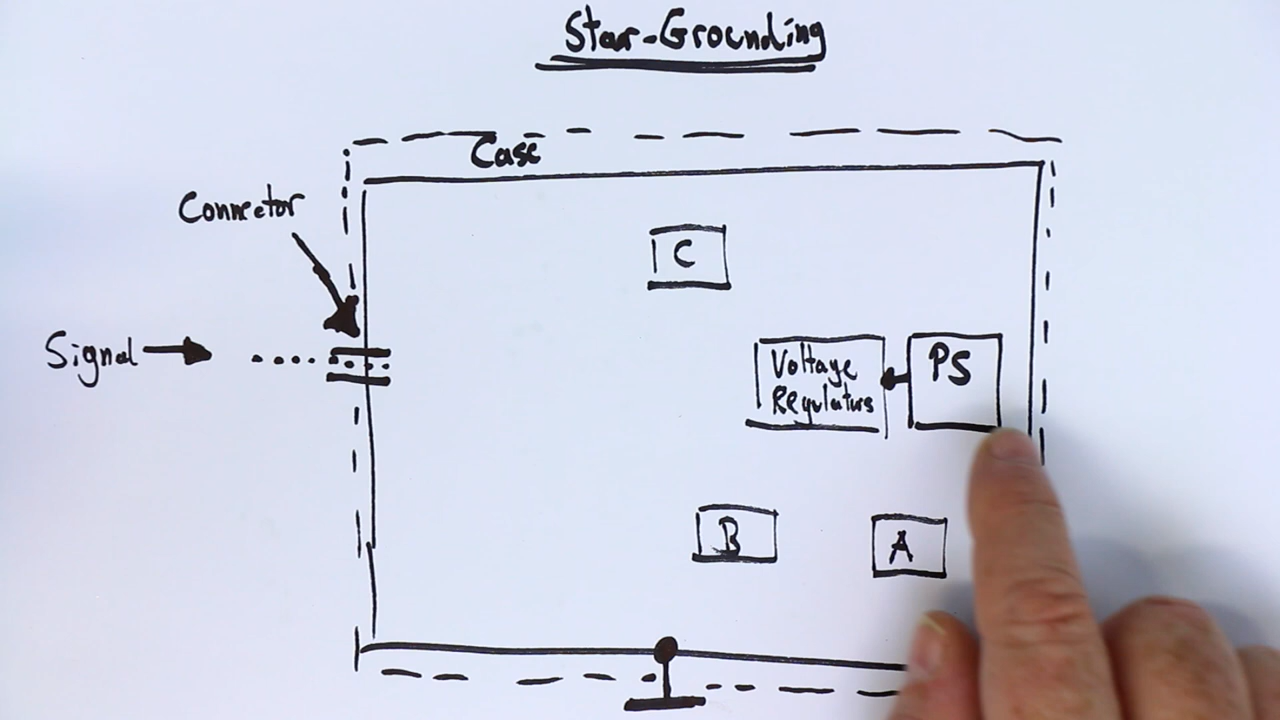 Star-Grounding
Case
Connector
C
Signal
Voltage
Regulators
PS
B
A